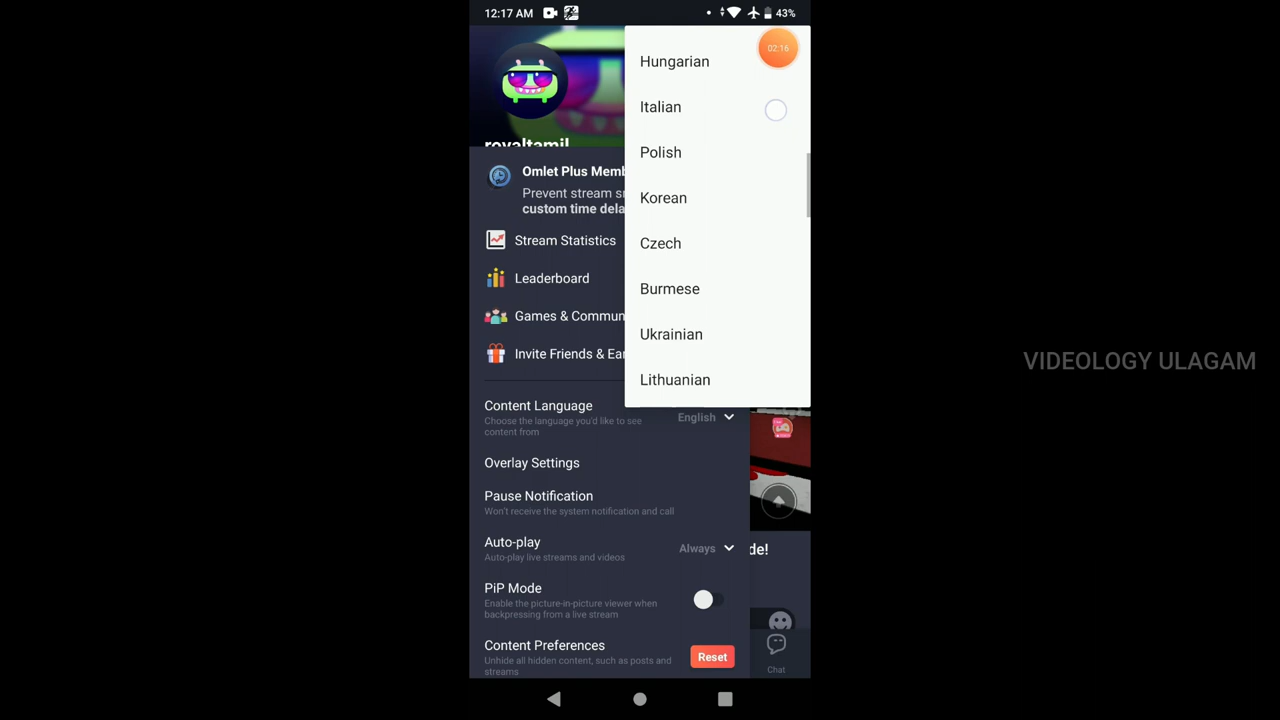 12:17 AM
43%
02:16
Hungarian
Italian
Polish
Korean
Czech
Burmese
Ukrainian
Lithuanian
royaltamil
Omlet Plus Memb
Prevent stream sn
custom time dela
Stream Statistics
Leaderboard
Games & Commun
Invite Friends & Ear
Content Language
Choose the language you'd like to see
content from
English
Overlay Settings
Pause Notification
Won't receive the system notification and call
Auto-play
Auto-play live streams and videos
Always
PiP Mode
Enable the picture-in-picture viewer when
backpressing from a live stream
Content Preferences
Unhide all hidden content, such as posts and
streams
Reset
de!
Chat
VIDEOLOGY ULAGAM